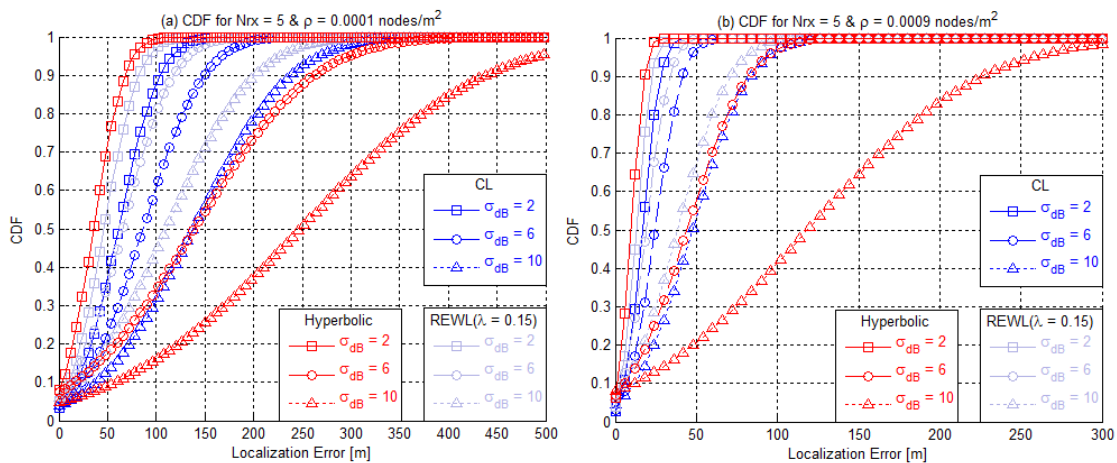 (a) CDF for Nrx = 5 & ρ = 0.0001 nodes/m²
CDF
1
0.9
0.8
0.7
0.6
0.5
0.4
0.3
0.2
0.1
0
0 50 100 150 200 250 300 350 400 450 500
Localization Error [m]
CL
σdB = 2
σdB = 6
σdB = 10
Hyperbolic
σdB = 2
σdB = 6
σdB = 10
REWL(λ = 0.15)
σdB = 2
σdB = 6
σdB = 10
(b) CDF for Nrx = 5 & ρ = 0.0009 nodes/m²
CDF
1
0.9
0.8
0.7
0.6
0.5
0.4
0.3
0.2
0.1
0
0 50 100 150 200 250 300
Localization Error [m]
CL
σdB = 2
σdB = 6
σdB = 10
Hyperbolic
σdB = 2
σdB = 6
σdB = 10
REWL(λ = 0.15)
σdB = 2
σdB = 6
σdB = 10